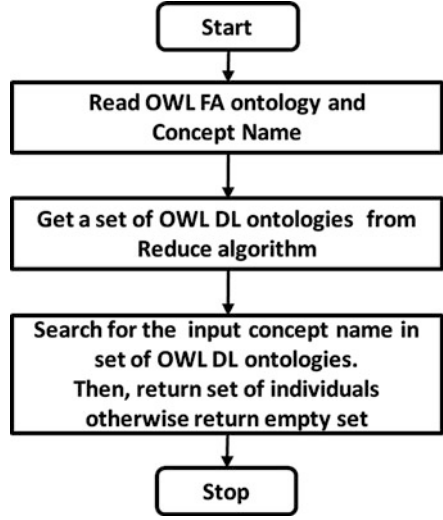 Start
Read OWL FA ontology and
Concept Name
Get a set of OWL DL ontologies from
Reduce algorithm
Search for the input concept name in
set of OWL DL ontologies.
Then, return set of individuals
otherwise return empty set
Stop